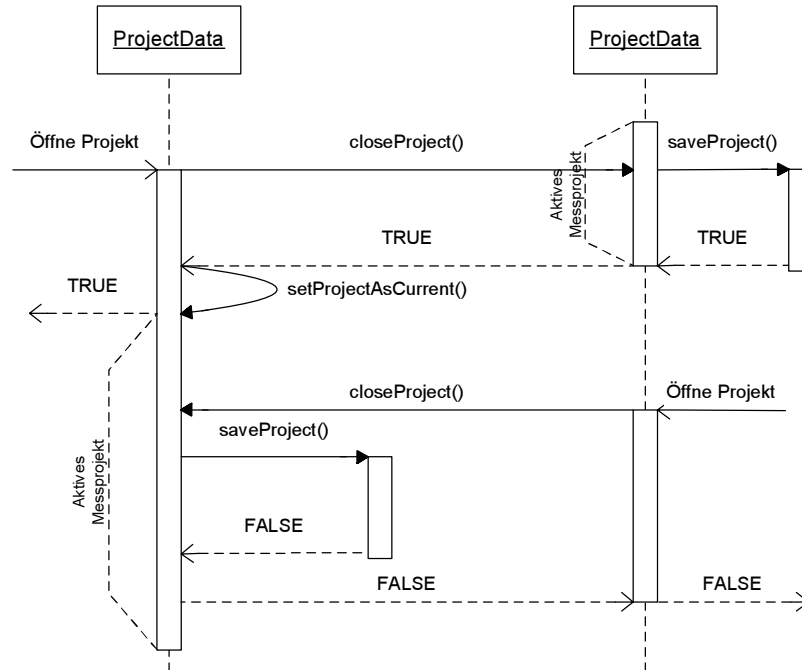 ProjectData
ProjectData
Öffne Projekt
closeProject()
saveProject()
Aktives
Messprojekt
TRUE
TRUE
TRUE
setProjectAsCurrent()
closeProject()
Öffne Projekt
saveProject()
Aktives
Messprojekt
FALSE
FALSE
FALSE